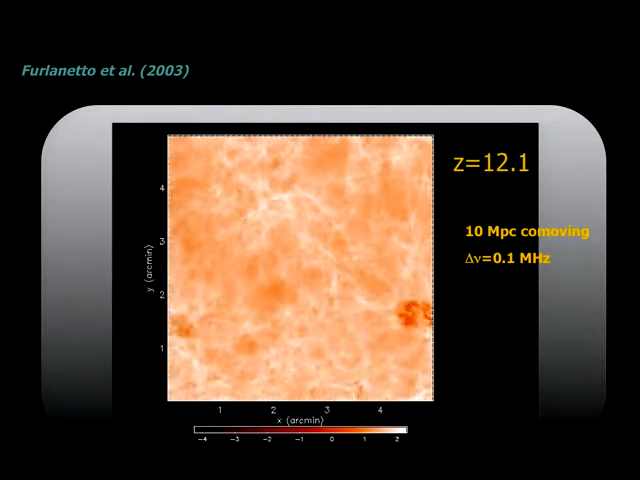 Furlanetto et al. (2003)
z=12.1
10 Mpc comoving
Δν=0.1 MHz
4
3
2
1
y (arcmin)
1 2 3 4
x (arcmin)
-4 -3 -2 -1 0 1 2